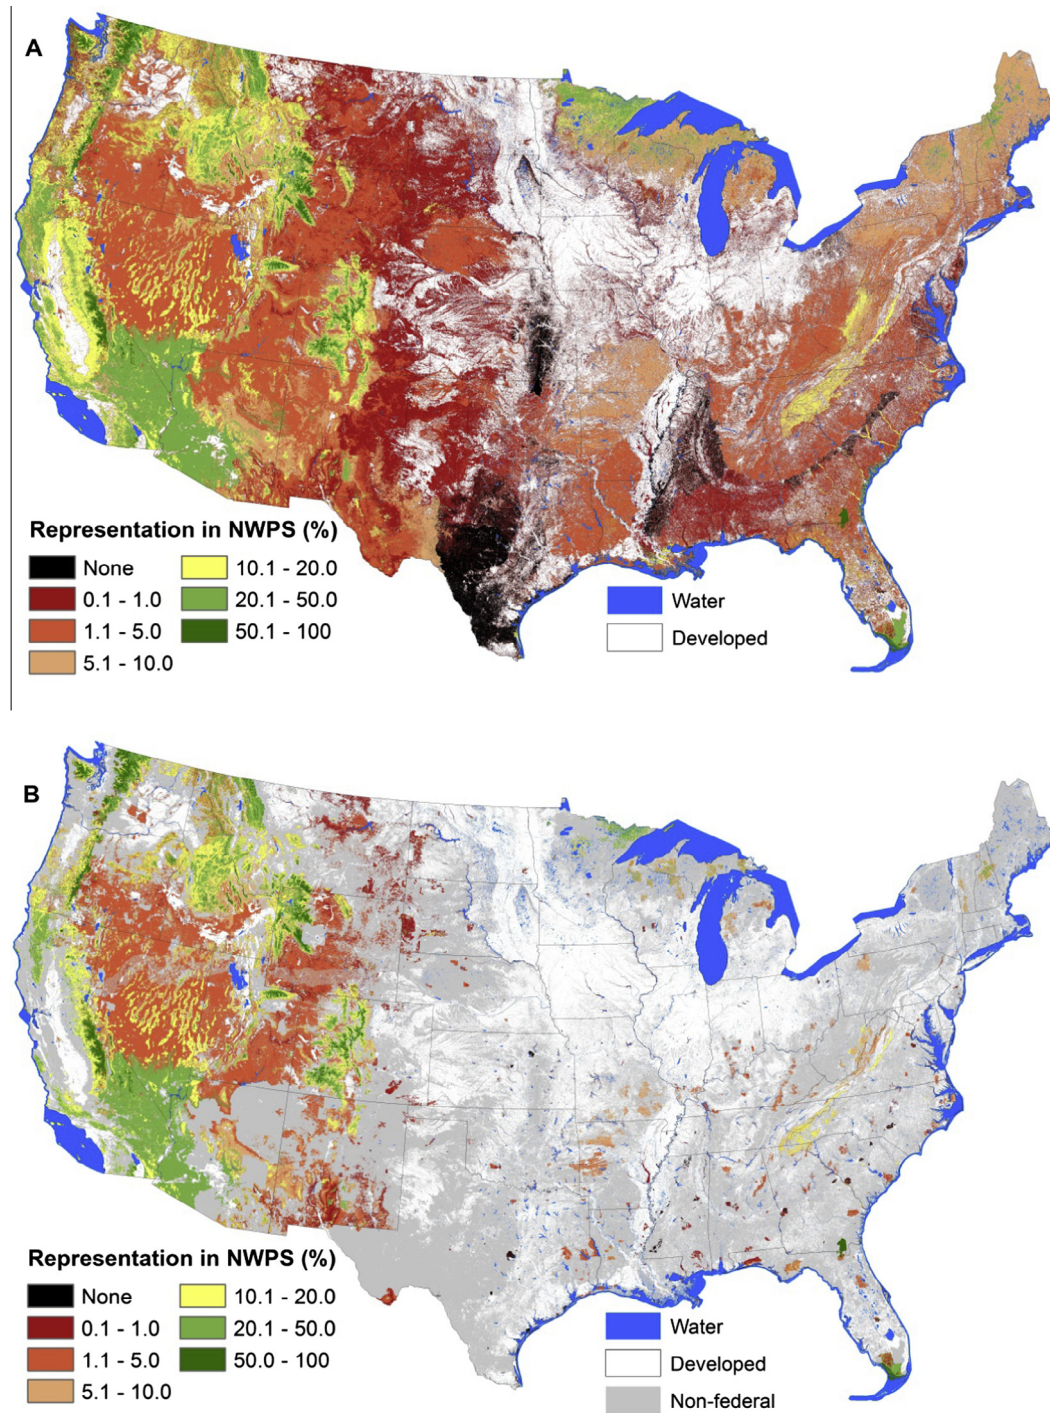 A
Representation in NWPS (%)
None
0.1 - 1.0
1.1 - 5.0
5.1 - 10.0
10.1 - 20.0
20.1 - 50.0
50.1 - 100
Water
Developed
B
Representation in NWPS (%)
None
0.1 - 1.0
1.1 - 5.0
5.1 - 10.0
10.1 - 20.0
20.1 - 50.0
50.0 - 100
Water
Developed
Non-federal